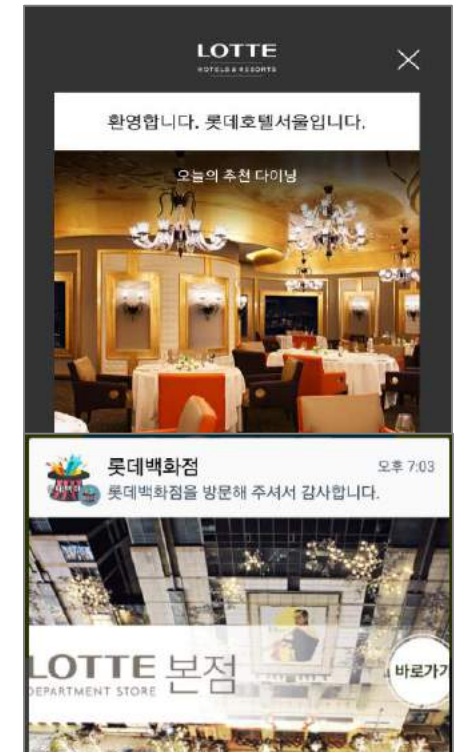 LOTTE
HOTELS & RESORTS
환영합니다. 롯데호텔서울입니다.
오늘의 추천 다이닝
롯데백화점
오후 7:03
롯데백화점을 방문해 주셔서 감사합니다.
LOTTE 본점
DEPARTMENT STORE
바로가기